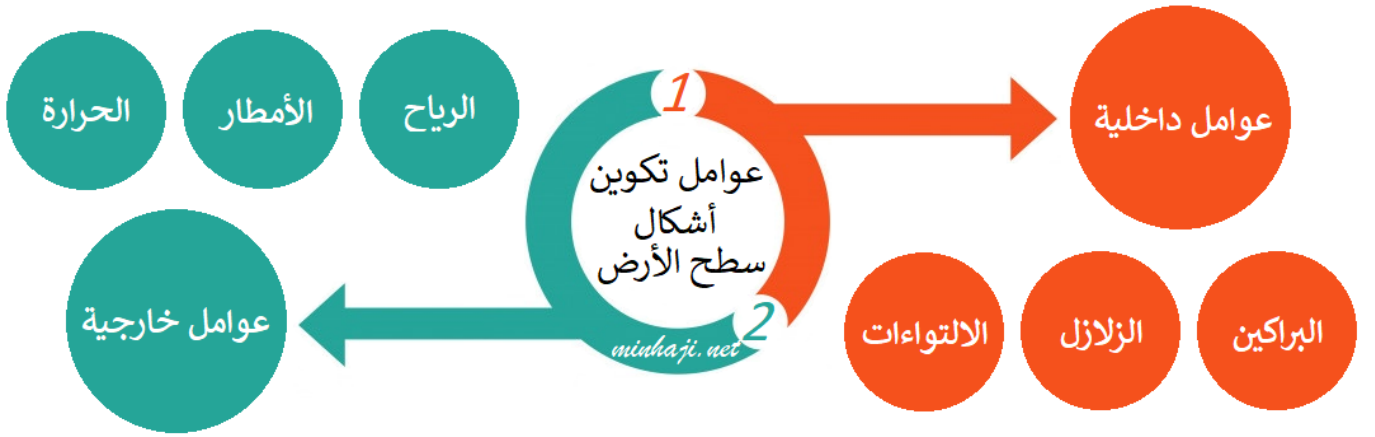 عوامل تكوين
أشكال
سطح الأرض
1
عوامل داخلية
البراكين
الزلازل
الالتواءات
2
عوامل خارجية
الرياح
الأمطار
الحرارة
minhaji.net